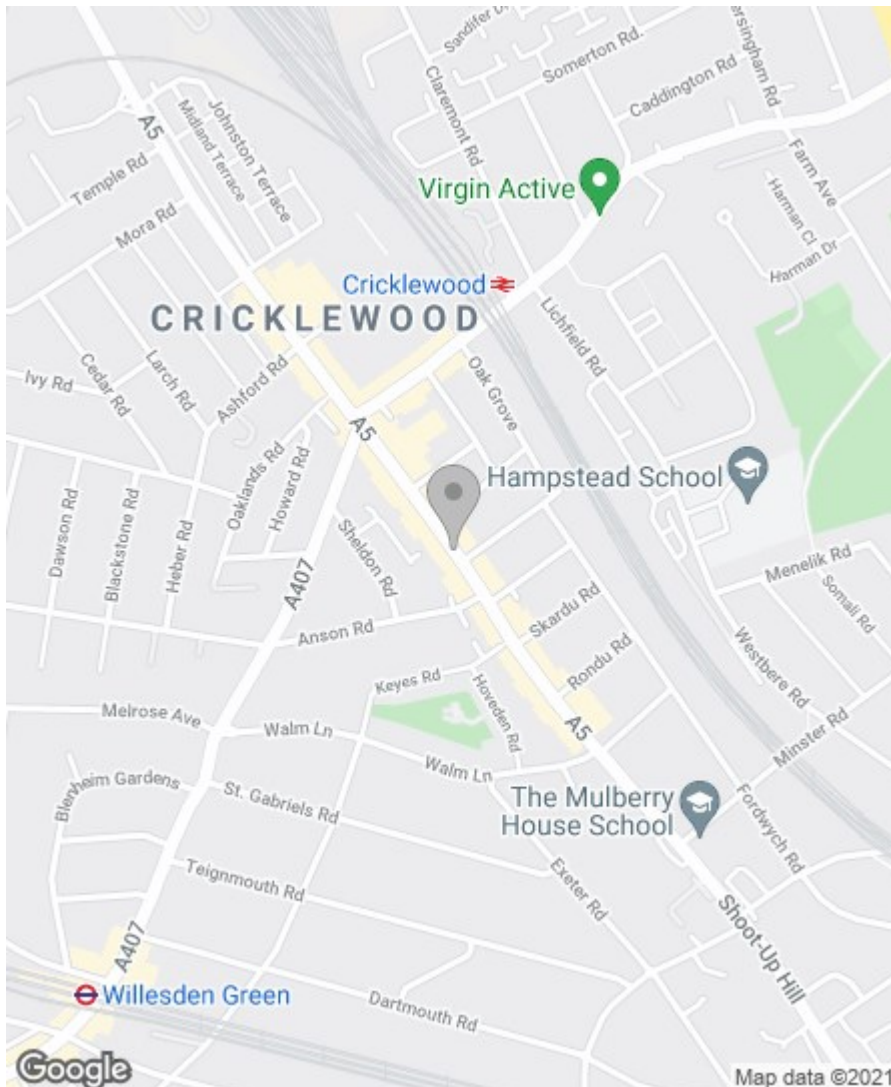 Sandifer Dr
Somerton Rd.
Claremont Rd
Caddington Rd
ersingham Rd
A5
Midland Terrace
Johnston Terrace
Temple Rd
Virgin Active
Farm Ave
Harman Cl
Harman Dr
Mora Rd
Cricklewood
CRICKLEWOOD
Lichfield Rd
Ivy Rd
Cedar Rd
Larch Rd
Ashford Rd
Oak Grove
A5
Oaklands Rd
Howard Rd
Hampstead School
Dawson Rd
Blackstone Rd
Heber Rd
Sheldon Rd
A407
Menelik Rd
Somali Rd
Anson Rd
Skardu Rd
Keyes Rd
Hoveden Rd
Rondu Rd
Westbere Rd
Melrose Ave
Walm Ln
A5
Minster Rd
Walm Ln
Blenheim Gardens
St. Gabriels Rd
The Mulberry
House School
Fordwych Rd
Teignmouth Rd
Exeter Rd
Shoot-Up Hill
A407
Willesden Green
Dartmouth Rd
Google
Map data ©2021